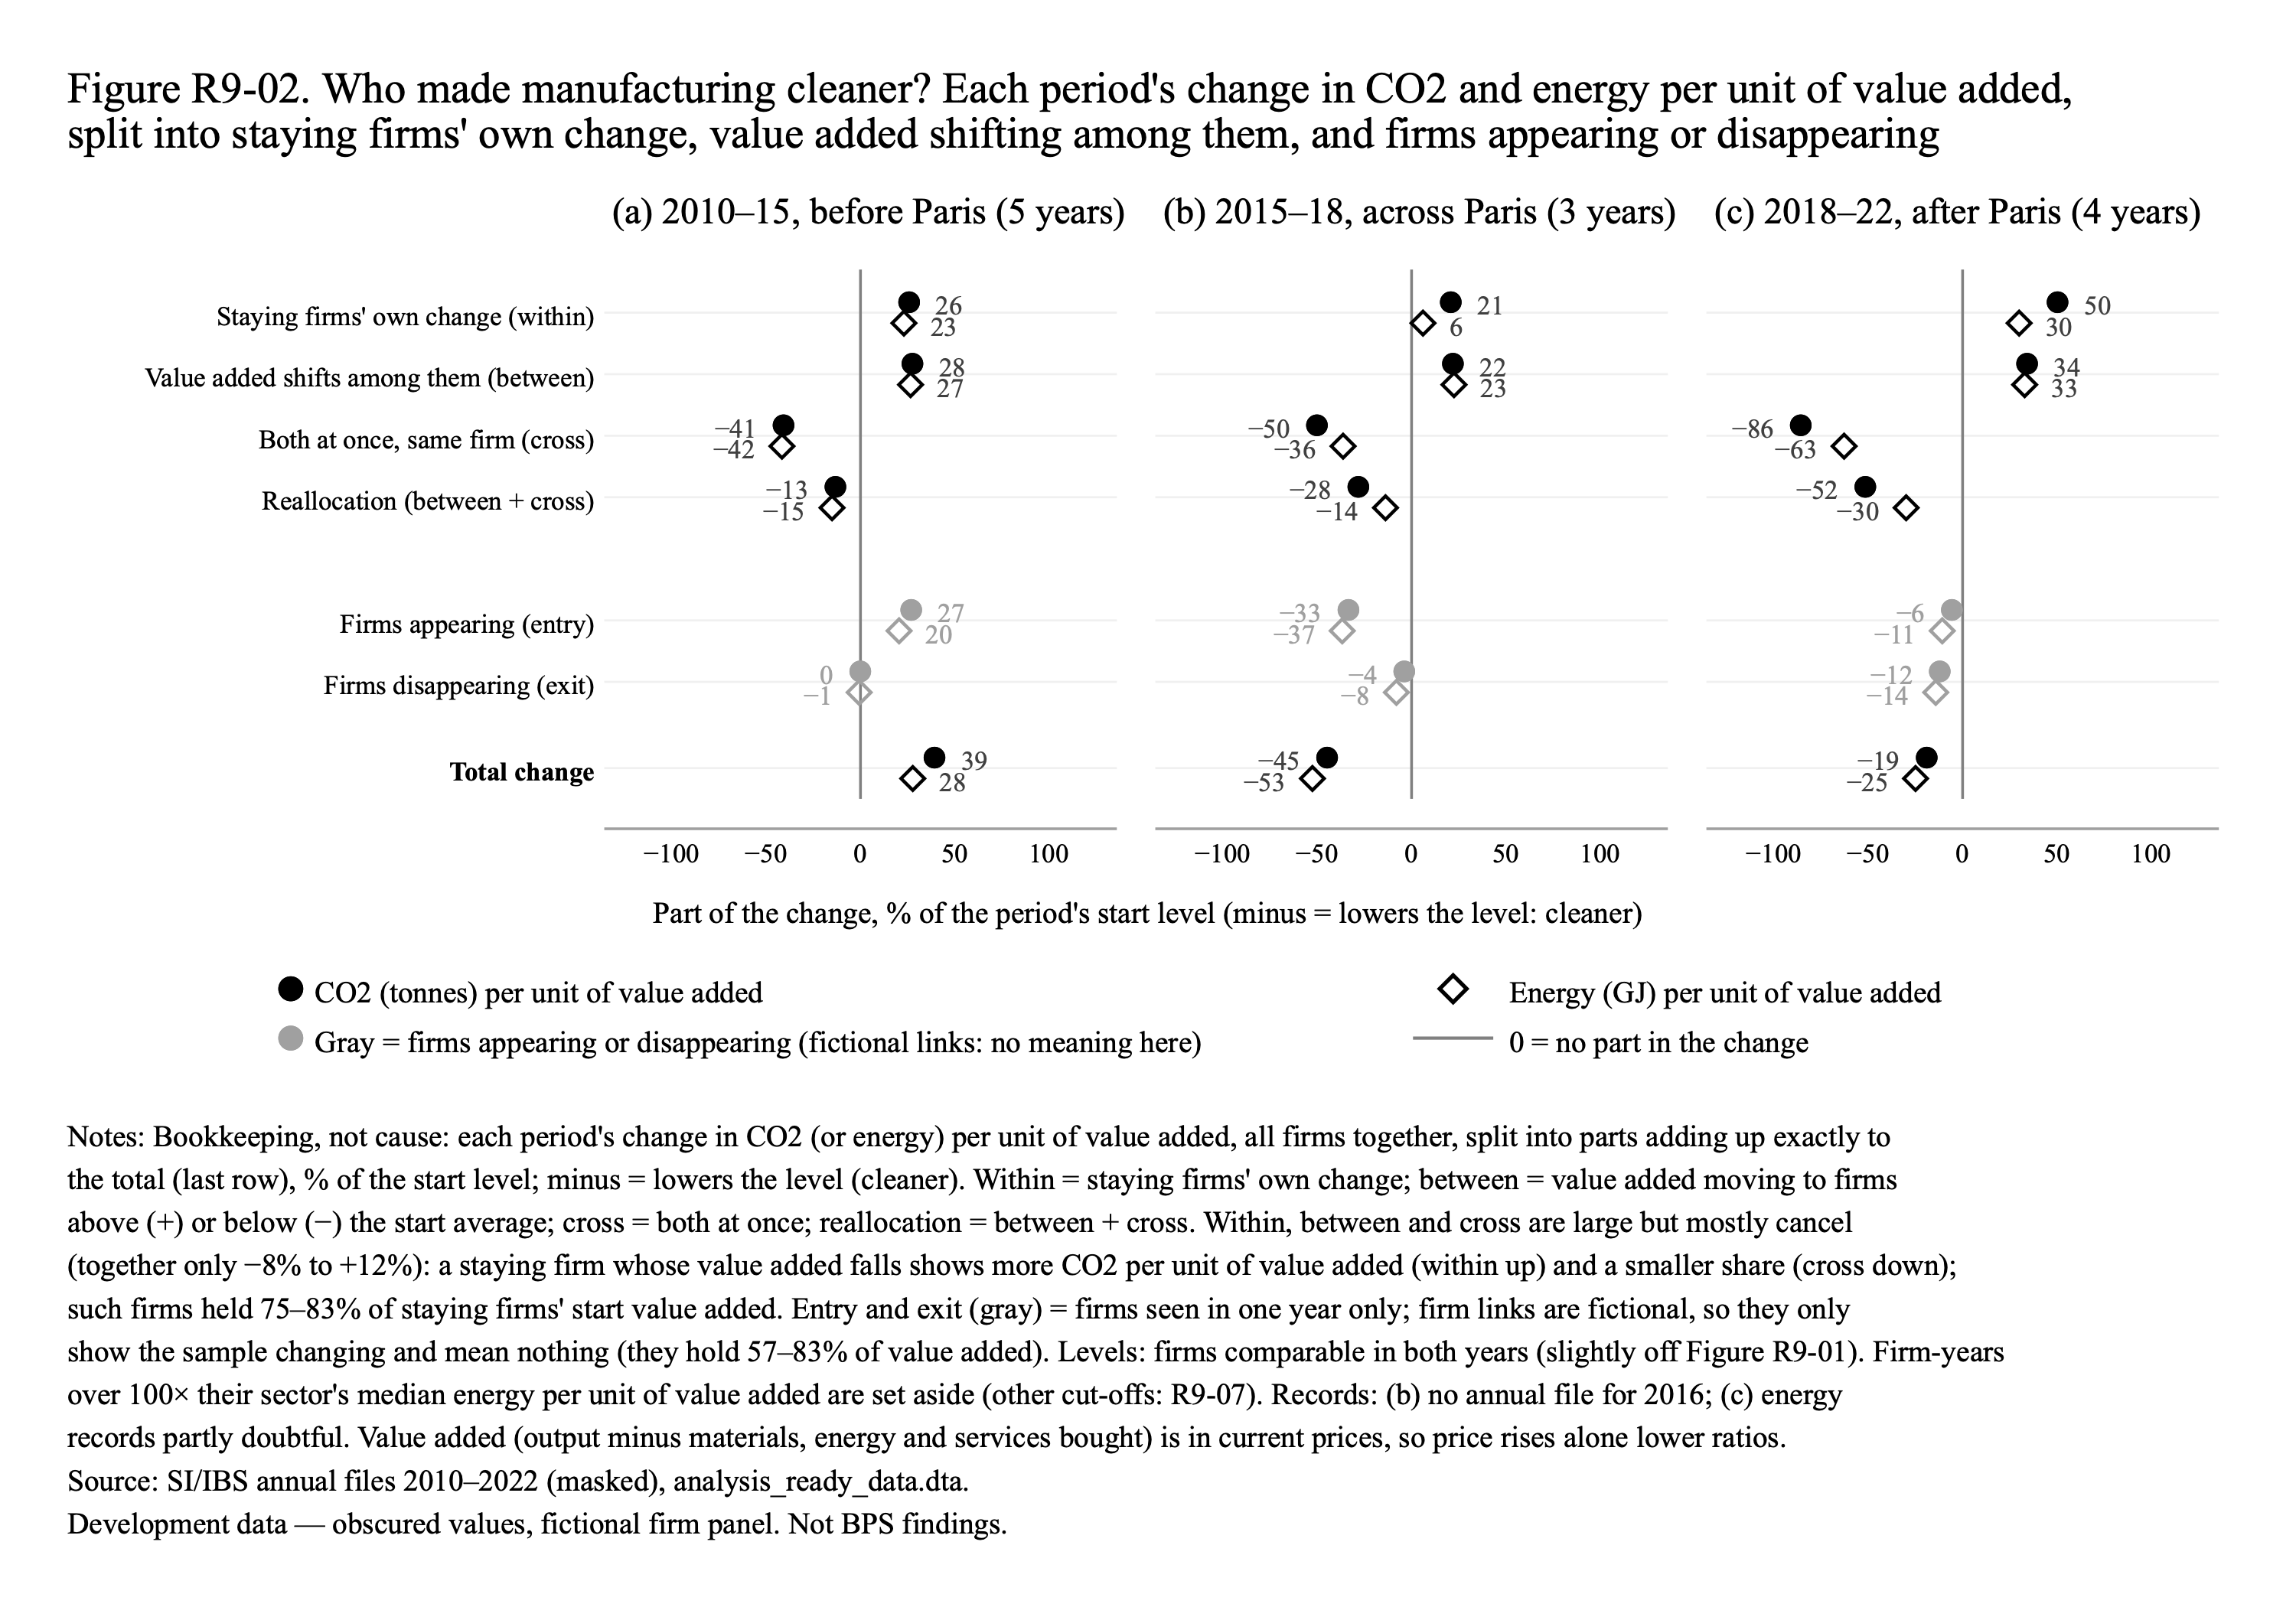 Figure R9-02. Who made manufacturing cleaner? Each period's change in CO2 and energy per unit of value added,
split into staying firms' own change, value added shifting among them, and firms appearing or disappearing
(a) 2010–15, before Paris (5 years)
(b) 2015–18, across Paris (3 years)
(c) 2018–22, after Paris (4 years)
Staying firms' own change (within)
26
23
21
6
50
30
Value added shifts among them (between)
28
27
22
23
34
33
Both at once, same firm (cross)
−41
−42
−50
−36
−86
−63
Reallocation (between + cross)
−13
−15
−28
−14
−52
−30
Firms appearing (entry)
27
20
−33
−37
−6
−11
Firms disappearing (exit)
0
−1
−4
−8
−12
−14
Total change
39
28
−45
−53
−19
−25
−100 −50 0 50 100
−100 −50 0 50 100
−100 −50 0 50 100
Part of the change, % of the period's start level (minus = lowers the level: cleaner)
CO2 (tonnes) per unit of value added
Energy (GJ) per unit of value added
Gray = firms appearing or disappearing (fictional links: no meaning here)
0 = no part in the change
Notes: Bookkeeping, not cause: each period's change in CO2 (or energy) per unit of value added, all firms together, split into parts adding up exactly to
the total (last row), % of the start level; minus = lowers the level (cleaner). Within = staying firms' own change; between = value added moving to firms
above (+) or below (−) the start average; cross = both at once; reallocation = between + cross. Within, between and cross are large but mostly cancel
(together only −8% to +12%): a staying firm whose value added falls shows more CO2 per unit of value added (within up) and a smaller share (cross down);
such firms held 75–83% of staying firms' start value added. Entry and exit (gray) = firms seen in one year only; firm links are fictional, so they only
show the sample changing and mean nothing (they hold 57–83% of value added). Levels: firms comparable in both years (slightly off Figure R9-01). Firm-years
over 100× their sector's median energy per unit of value added are set aside (other cut-offs: R9-07). Records: (b) no annual file for 2016; (c) energy
records partly doubtful. Value added (output minus materials, energy and services bought) is in current prices, so price rises alone lower ratios.
Source: SI/IBS annual files 2010–2022 (masked), analysis_ready_data.dta.
Development data — obscured values, fictional firm panel. Not BPS findings.